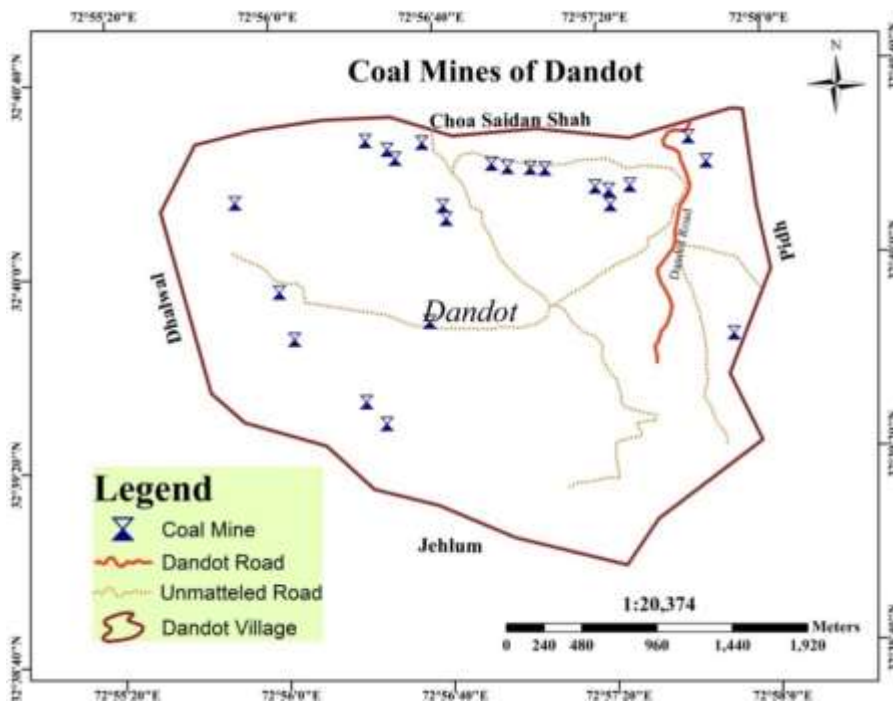 72°55'20"E 72°56'0"E 72°56'40"E 72°57'20"E 72°58'0"E
N
Coal Mines of Dandot
32°40'40"N
Choa Saidan Shah
Dandot Road
Pidh
32°40'0"N
Dhalwal
Dandot
32°39'20"N
Legend
Coal Mine
Dandot Road
Unmatteled Road
Dandot Village
Jehlum
1:20,374
Meters
0 240 480 960 1,440 1,920
32°38'40"N
72°55'20"E 72°56'0"E 72°56'40"E 72°57'20"E 72°58'0"E